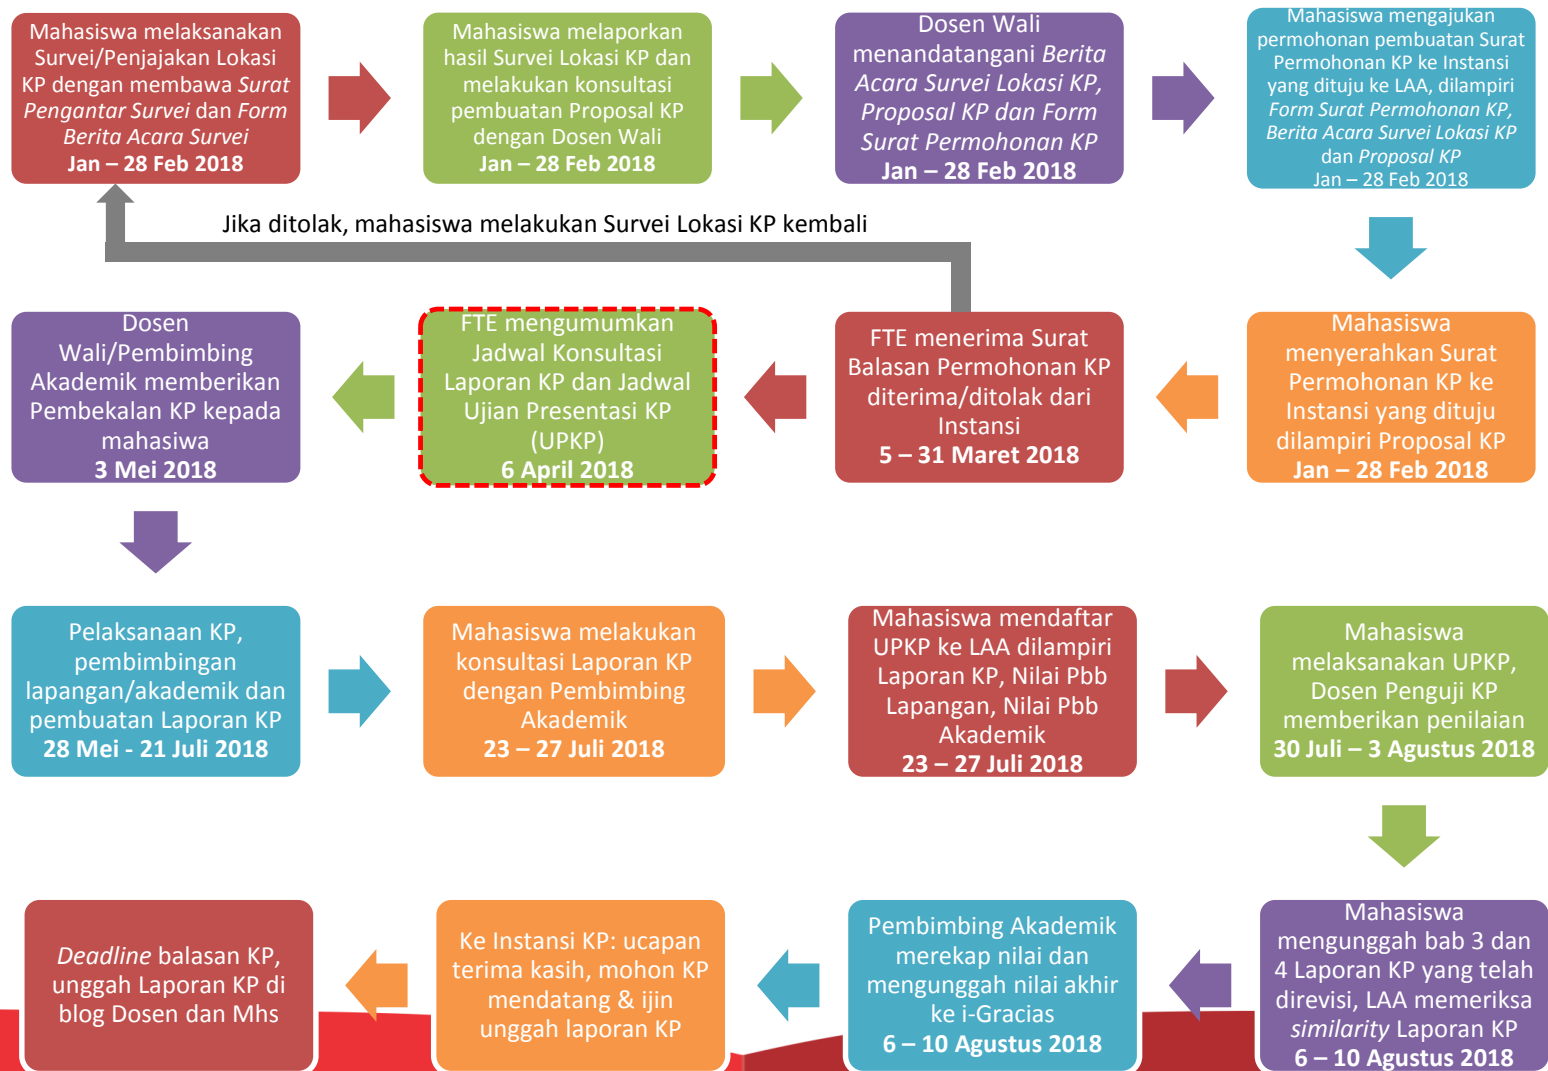 Mahasiswa melaksanakan
Survei/Penjajakan Lokasi
KP dengan membawa Surat
Pengantar Survei dan Form
Berita Acara Survei
Jan – 28 Feb 2018
Mahasiswa melaporkan
hasil Survei Lokasi KP dan
melakukan konsultasi
pembuatan Proposal KP
dengan Dosen Wali
Jan – 28 Feb 2018
Dosen Wali
menandatangani Berita
Acara Survei Lokasi KP,
Proposal KP dan Form
Surat Permohonan KP
Jan – 28 Feb 2018
Mahasiswa mengajukan
permohonan pembuatan Surat
Permohonan KP ke Instansi
yang dituju ke LAA, dilampiri
Form Surat Permohonan KP,
Berita Acara Survei Lokasi KP
dan Proposal KP
Jan – 28 Feb 2018
Jika ditolak, mahasiswa melakukan Survei Lokasi KP kembali
Dosen
Wali/Pembimbing
Akademik memberikan
Pembekalan KP kepada
mahasiwa
3 Mei 2018
FTE mengumumkan
Jadwal Konsultasi
Laporan KP dan Jadwal
Ujian Presentasi KP
(UPKP)
6 April 2018
FTE menerima Surat
Balasan Permohonan KP
diterima/ditolak dari
Instansi
5 – 31 Maret 2018
Mahasiswa
menyerahkan Surat
Permohonan KP ke
Instansi yang dituju
dilampiri Proposal KP
Jan – 28 Feb 2018
Pelaksanaan KP,
pembimbingan
lapangan/akademik dan
pembuatan Laporan KP
28 Mei - 21 Juli 2018
Mahasiswa melakukan
konsultasi Laporan KP
dengan Pembimbing
Akademik
23 – 27 Juli 2018
Mahasiswa mendaftar
UPKP ke LAA dilampiri
Laporan KP, Nilai Pbb
Lapangan, Nilai Pbb
Akademik
23 – 27 Juli 2018
Mahasiswa
melaksanakan UPKP,
Dosen Penguji KP
memberikan penilaian
30 Juli – 3 Agustus 2018
Deadline balasan KP,
unggah Laporan KP di
blog Dosen dan Mhs
Ke Instansi KP: ucapan
terima kasih, mohon KP
mendatang & ijin
unggah laporan KP
Pembimbing Akademik
merekap nilai dan
mengunggah nilai akhir
ke i-Gracias
6 – 10 Agustus 2018
Mahasiswa
mengunggah bab 3 dan
4 Laporan KP yang telah
direvisi, LAA memeriksa
similarity Laporan KP
6 – 10 Agustus 2018